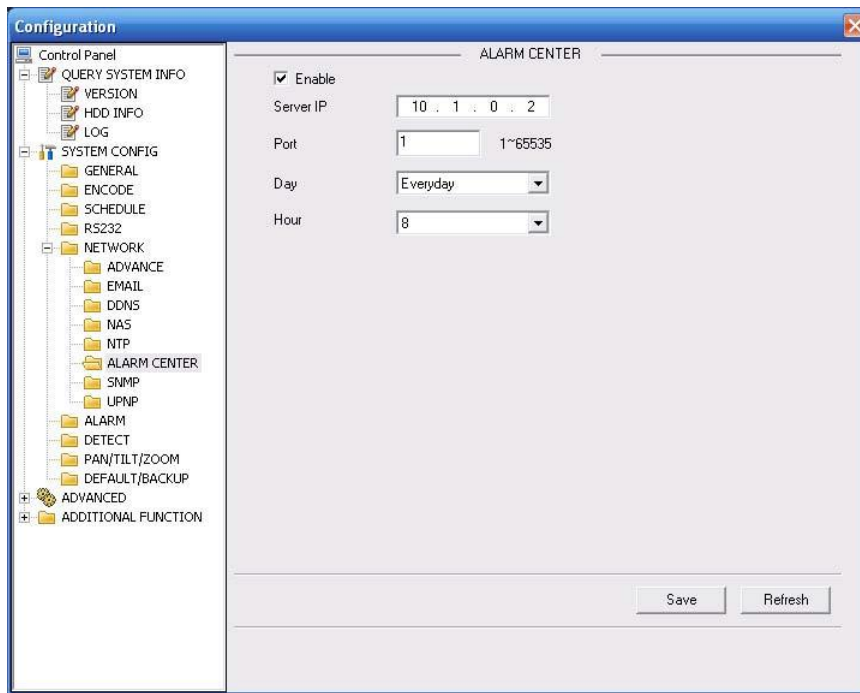 Configuration
Control Panel
QUERY SYSTEM INFO
VERSION
HDD INFO
LOG
SYSTEM CONFIG
GENERAL
ENCODE
SCHEDULE
RS232
NETWORK
ADVANCE
EMAIL
DDNS
NAS
NTP
ALARM CENTER
SNMP
UPNP
ALARM
DETECT
PAN/TILT/ZOOM
DEFAULT/BACKUP
ADVANCED
ADDITIONAL FUNCTION
ALARM CENTER
Enable
Server IP 10 . 1 . 0 . 2
Port 1 1~65535
Day Everyday
Hour 8
Save Refresh